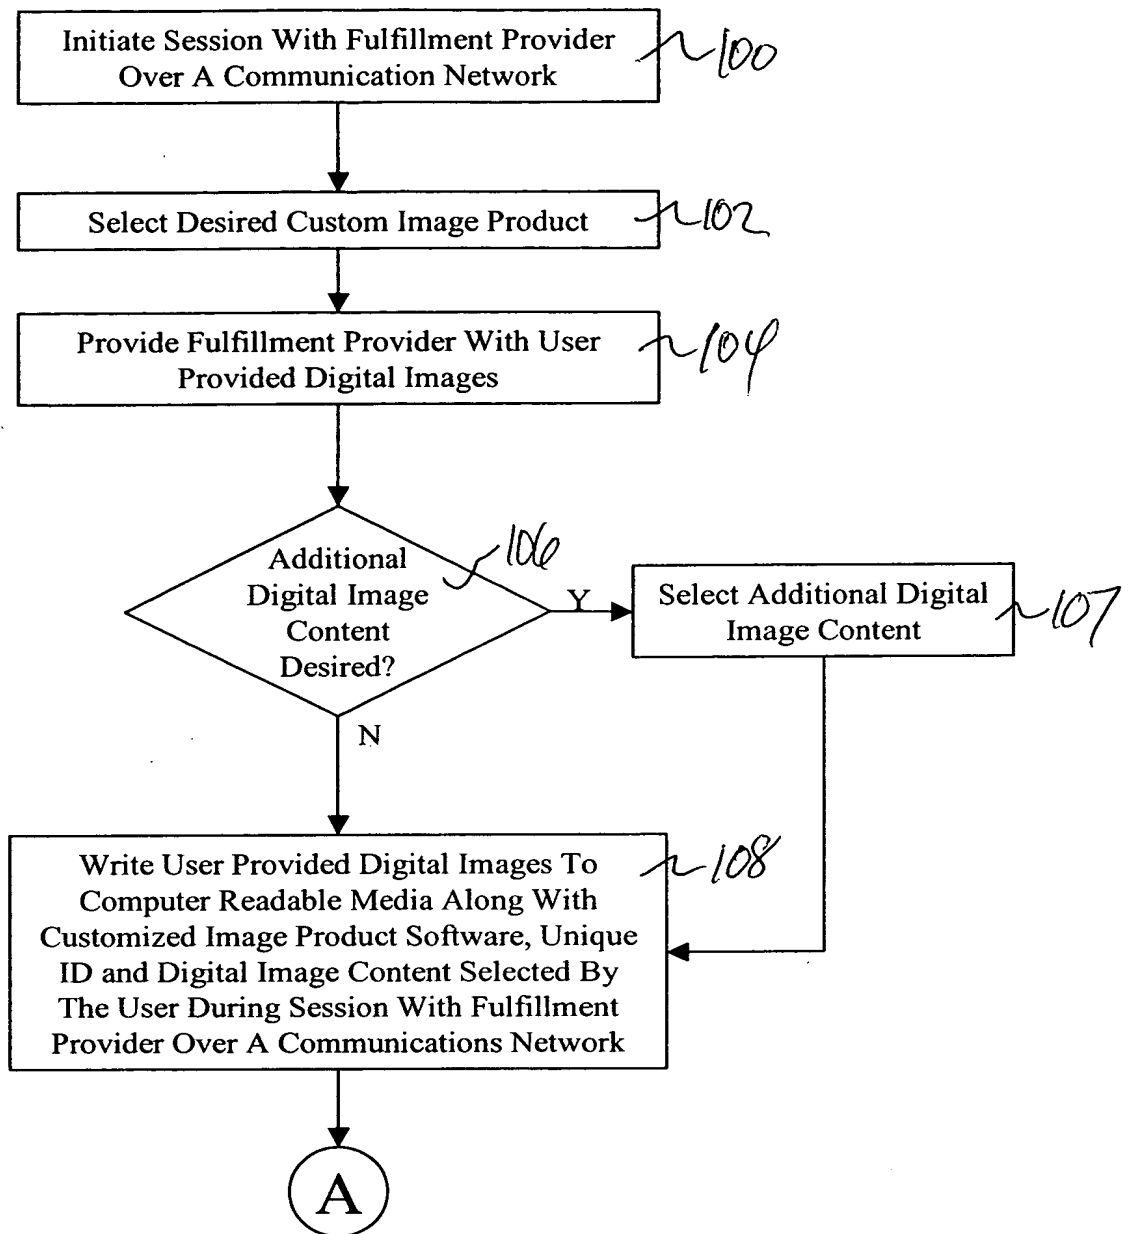 Initiate Session With Fulfillment Provider
Over A Communication Network
100
Select Desired Custom Image Product
102
Provide Fulfillment Provider With User
Provided Digital Images
104
Additional
Digital Image
Content
Desired?
106
Y
Select Additional Digital
Image Content
107
N
Write User Provided Digital Images To
Computer Readable Media Along With
Customized Image Product Software, Unique
ID and Digital Image Content Selected By
The User During Session With Fulfillment
Provider Over A Communications Network
108
A